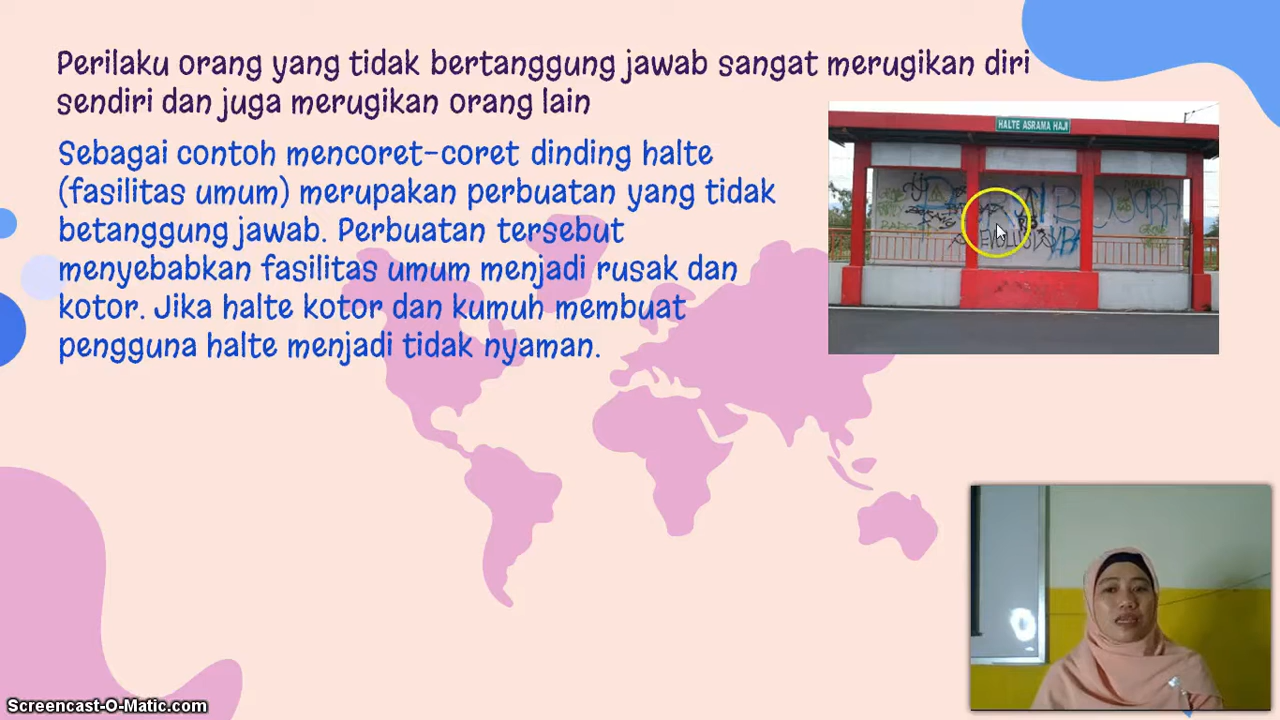 Perilaku orang yang tidak bertanggung jawab sangat merugikan diri
sendiri dan juga merugikan orang lain
Sebagai contoh mencoret-coret dinding halte
(fasilitas umum) merupakan perbuatan yang tidak
betanggung jawab. Perbuatan tersebut
menyebabkan fasilitas umum menjadi rusak dan
kotor. Jika halte kotor dan kumuh membuat
pengguna halte menjadi tidak nyaman.
HALTE ASRAMA HAJI
Screencast-O-Matic.com